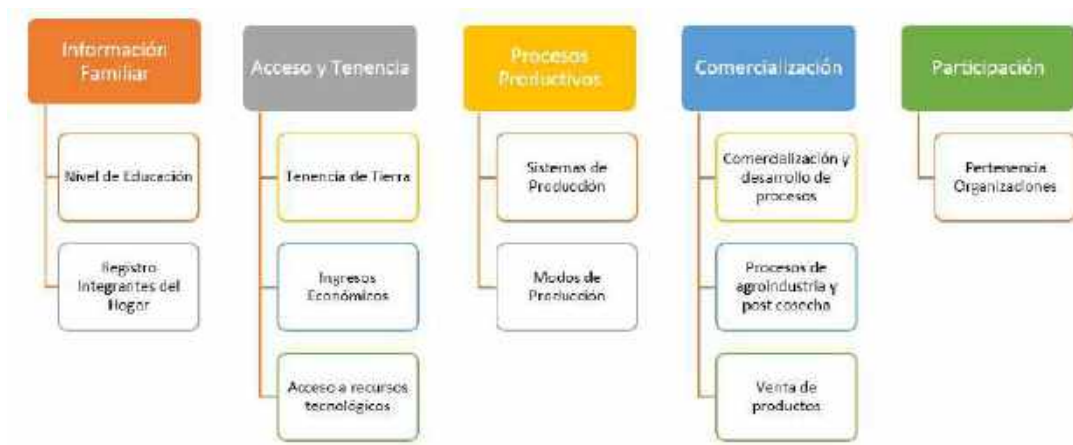 Información
Familiar
Nivel de Educación
Registro
Integrantes del
Hogar
Acceso y Tenencia
Tenencia de Tierra
Ingresos
Económicos
Acceso a recursos
tecnológicos
Procesos
Productivos
Sistemas de
Producción
Modos de
Producción
Comercialización
Comercialización y
desarrollo de
procesos
Procesos de
agroindustria y
post cosecha
Venta de
productos
Participación
Pertenencia
Organizaciones